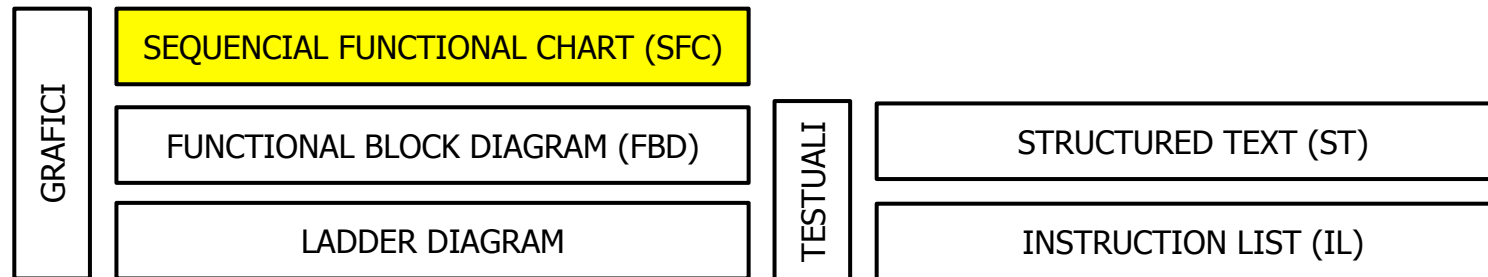 GRAFICI
SEQUENCIAL FUNCTIONAL CHART (SFC)
FUNCTIONAL BLOCK DIAGRAM (FBD)
LADDER DIAGRAM
TESTUALI
STRUCTURED TEXT (ST)
INSTRUCTION LIST (IL)